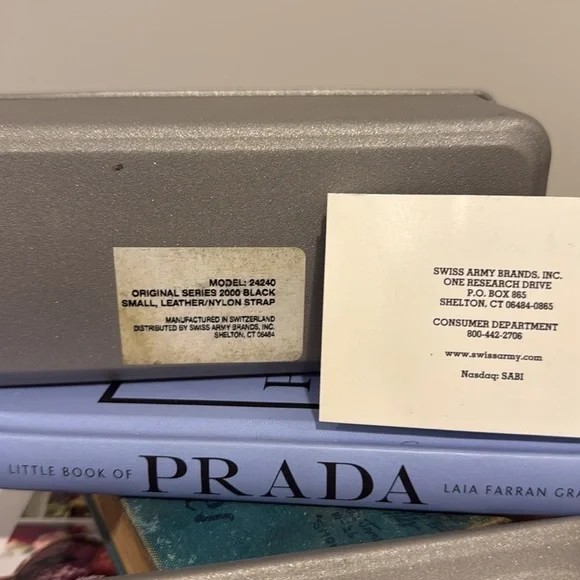 MODEL: 24240
ORIGINAL SERIES 2000 BLACK
SMALL, LEATHER/NYLON STRAP
MANUFACTURED IN SWITZERLAND
DISTRIBUTED BY SWISS ARMY BRANDS, INC.
SHELTON, CT 06484
SWISS ARMY BRANDS, INC.
ONE RESEARCH DRIVE
P.O. BOX 865
SHELTON, CT 06484-0865
CONSUMER DEPARTMENT
800-442-2706
www.swissarmy.com
Nasdaq: SABI
LITTLE BOOK OF PRADA LAIA FARRAN GRA